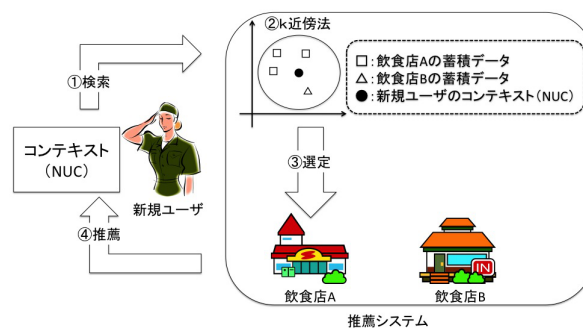 ②k近傍法
□:飲食店Aの蓄積データ
△:飲食店Bの蓄積データ
●:新規ユーザのコンテキスト(NUC)
①検索
コンテキスト
(NUC)
新規ユーザ
③選定
④推薦
IN
飲食店A
飲食店B
推薦システム